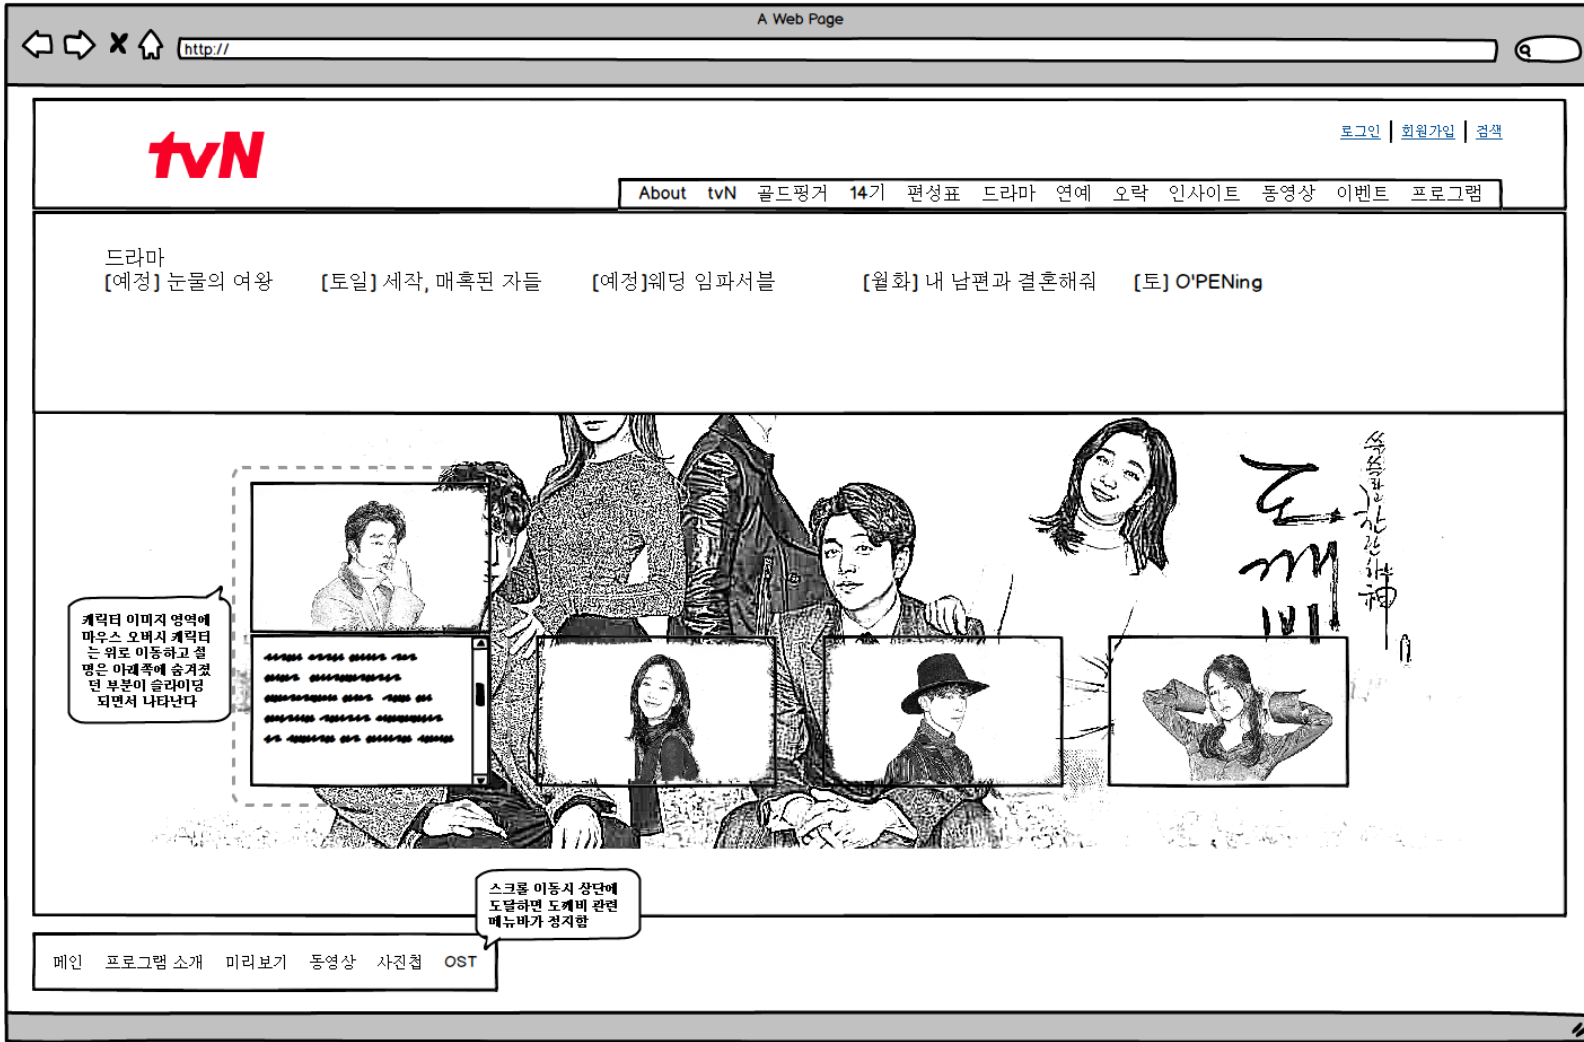 A Web Page
http://
tvN
로그인 | 회원가입 | 검색
About tvN 골드핑거 14기 편성표 드라마 연예 오락 인사이트 동영상 이벤트 프로그램
드라마
[예정] 눈물의 여왕 [토일] 세작, 매혹된 자들 [예정]웨딩 임파서블 [월화] 내 남편과 결혼해줘 [토] O'PENing
쓸쓸하고 찬란하神
도깨비
캐릭터 이미지 영역에
마우스 오버시 캐릭터
는 위로 이동하고 설
명은 아래쪽에 숨겨졌
던 부분이 슬라이딩
되면서 나타난다
스크롤 이동시 상단에
도달하면 도깨비 관련
메뉴바가 정지함
메인 프로그램 소개 미리보기 동영상 사진첩 OST